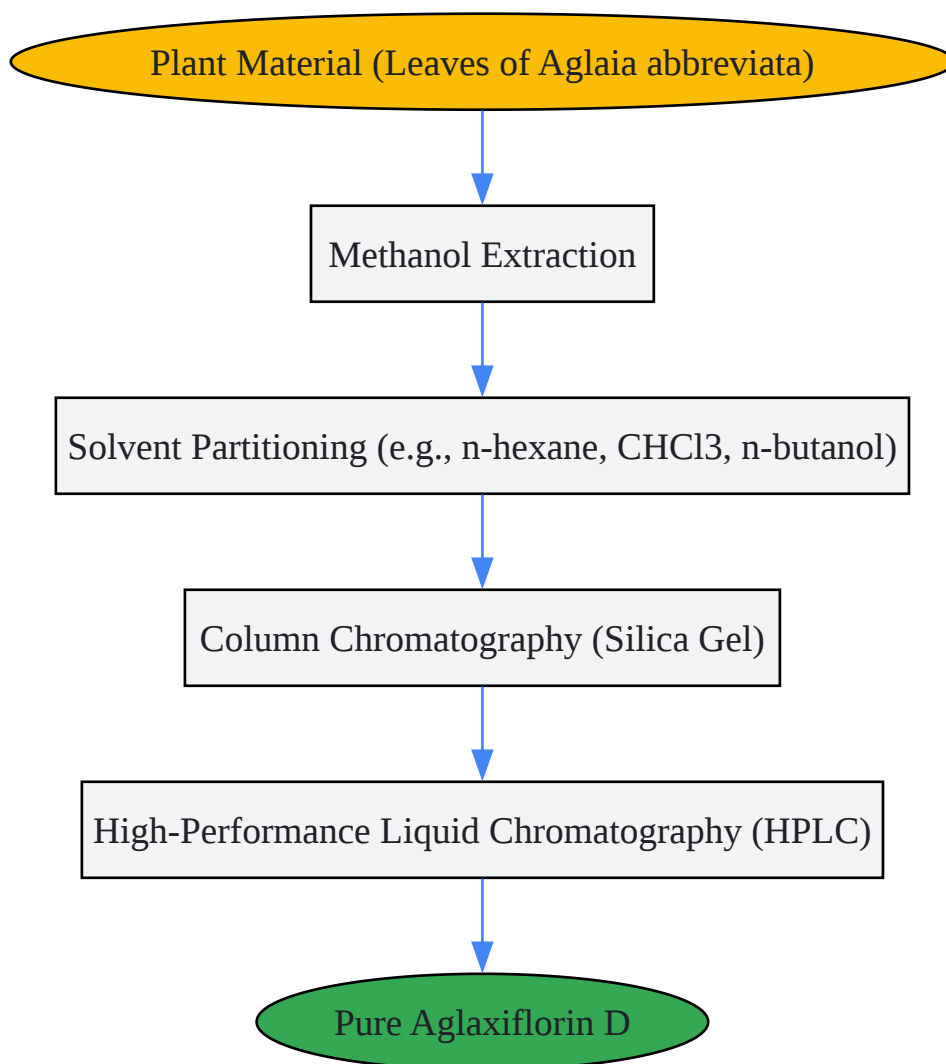 Plant Material (Leaves of Aglaia abbreviata)
Methanol Extraction
Solvent Partitioning (e.g., n-hexane, CHCl3, n-butanol)
Column Chromatography (Silica Gel)
High-Performance Liquid Chromatography (HPLC)
Pure Aglaxiflorin D